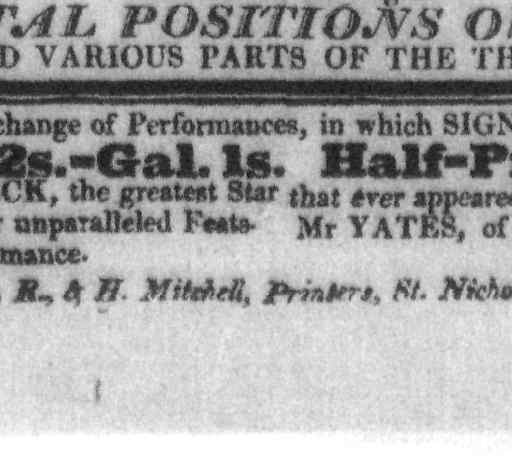 TAL POSITIONS O
D VARIOUS PARTS OF THE TH
change of Performances, in which SIGN
2s.-Gal. 1s. Half-P
CK, the greatest Star that ever appeared
unparalleled Feats. Mr YATES, of
mance.
R., & H. Mitchell, Printers, St. Nicho